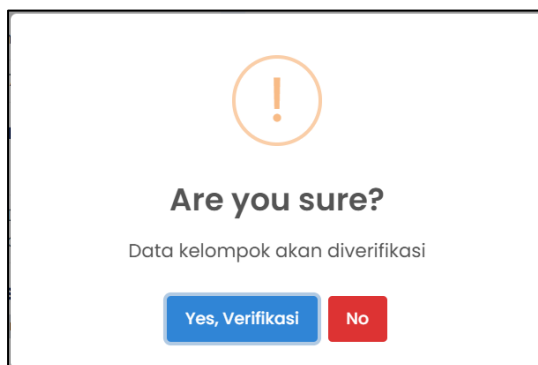 !
Are you sure?
Data kelompok akan diverifikasi
Yes, Verifikasi
No